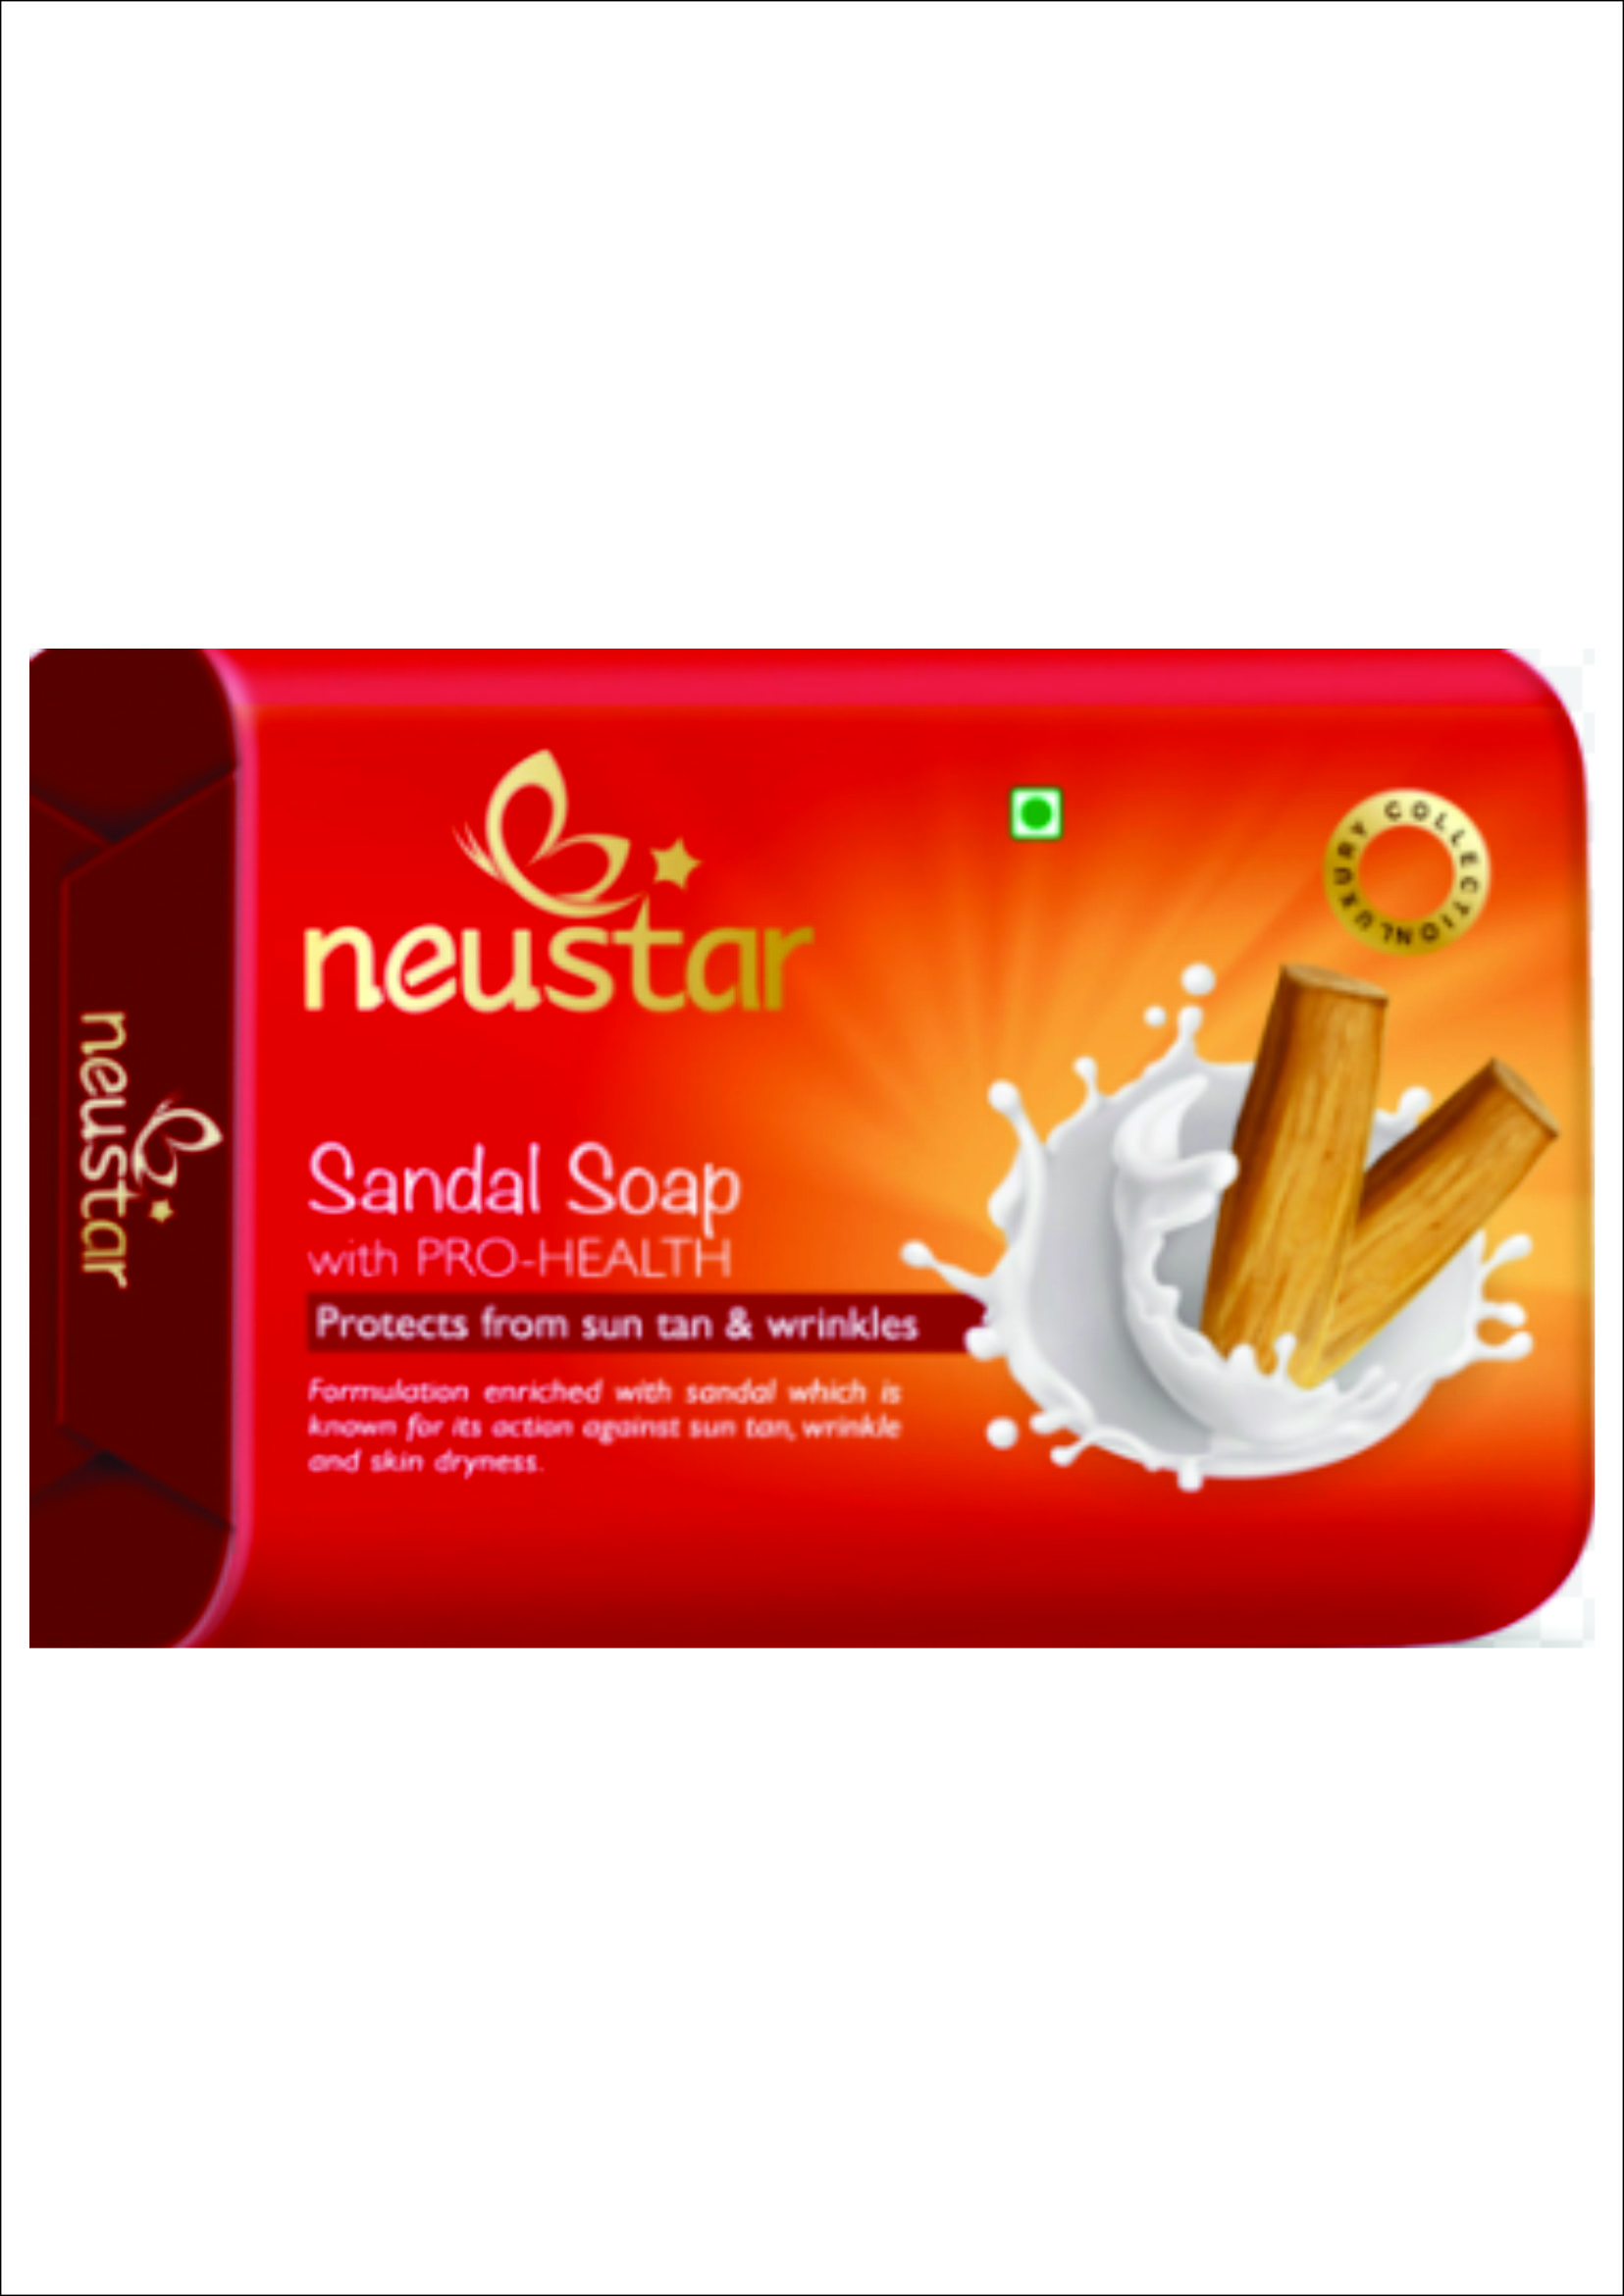 neustar
LUXURY COLLECTION
neustar
Sandal Soap
with PRO-HEALTH
Protects from sun tan & wrinkles
Formulation enriched with sandal which is
known for its action against sun tan, wrinkle
and skin dryness.